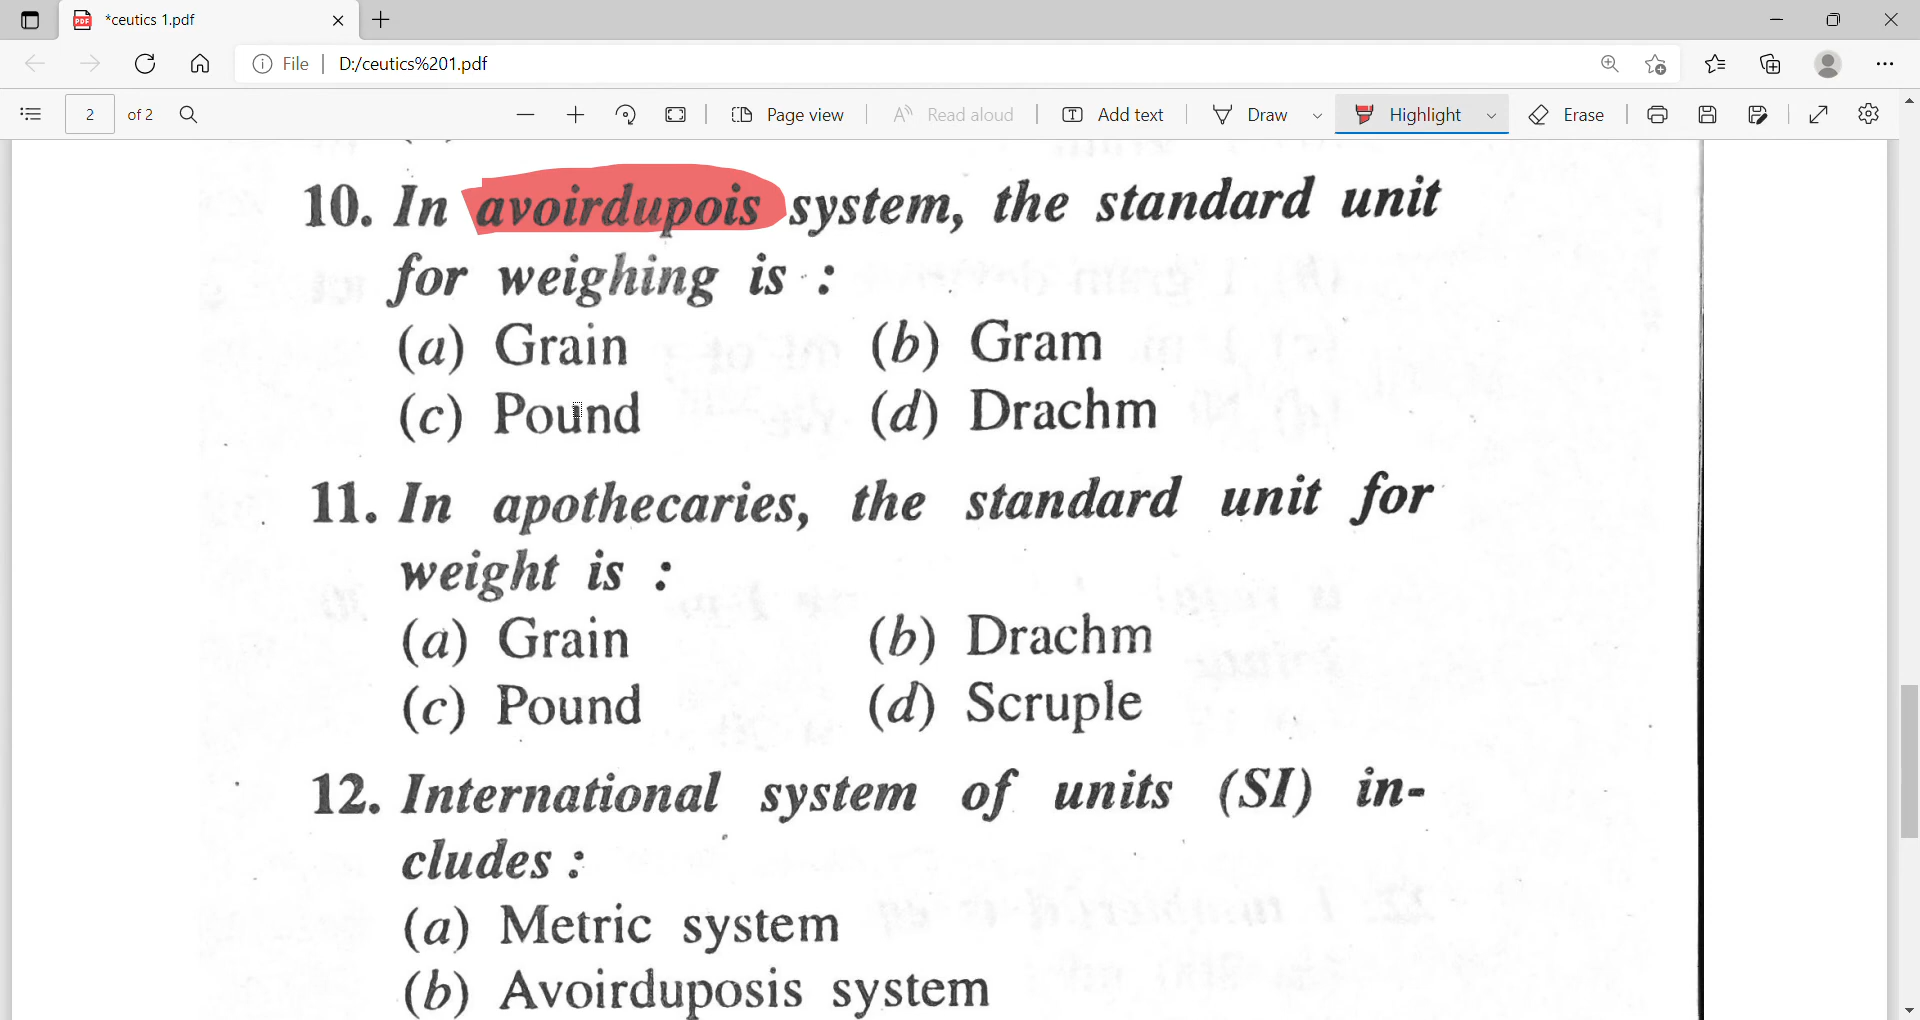 *ceutics 1.pdf
File D:/ceutics%201.pdf
2 of 2 Page view Read aloud Add text Draw Highlight Erase
10. In avoirdupois system, the standard unit
for weighing is :
(a) Grain (b) Gram
(c) Pound (d) Drachm
11. In apothecaries, the standard unit for
weight is :
(a) Grain (b) Drachm
(c) Pound (d) Scruple
12. International system of units (SI) in-
cludes :
(a) Metric system
(b) Avoirduposis system